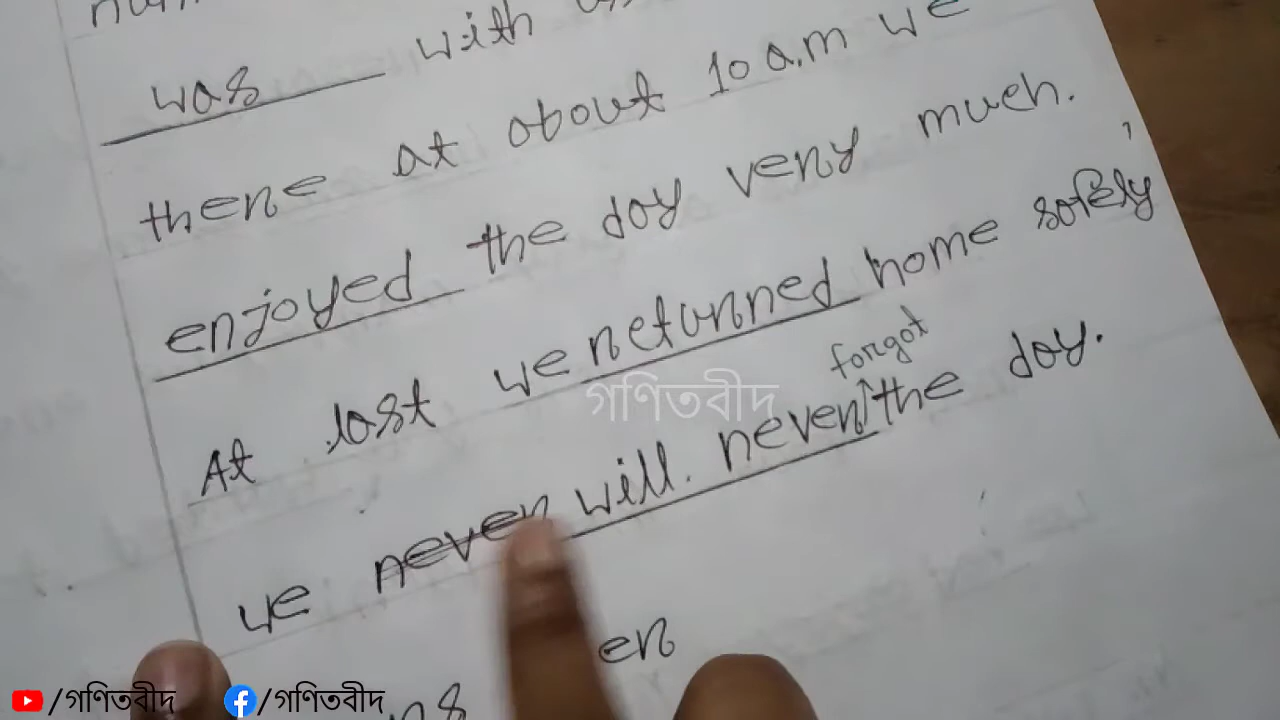 was with
there at about 10 a.m we
enjoyed the day very much.
At last we retunned home safely,
forgot
we never will. never the day.
en
গণিতবীদ
/গণিতবীদ /গণিতবীদ